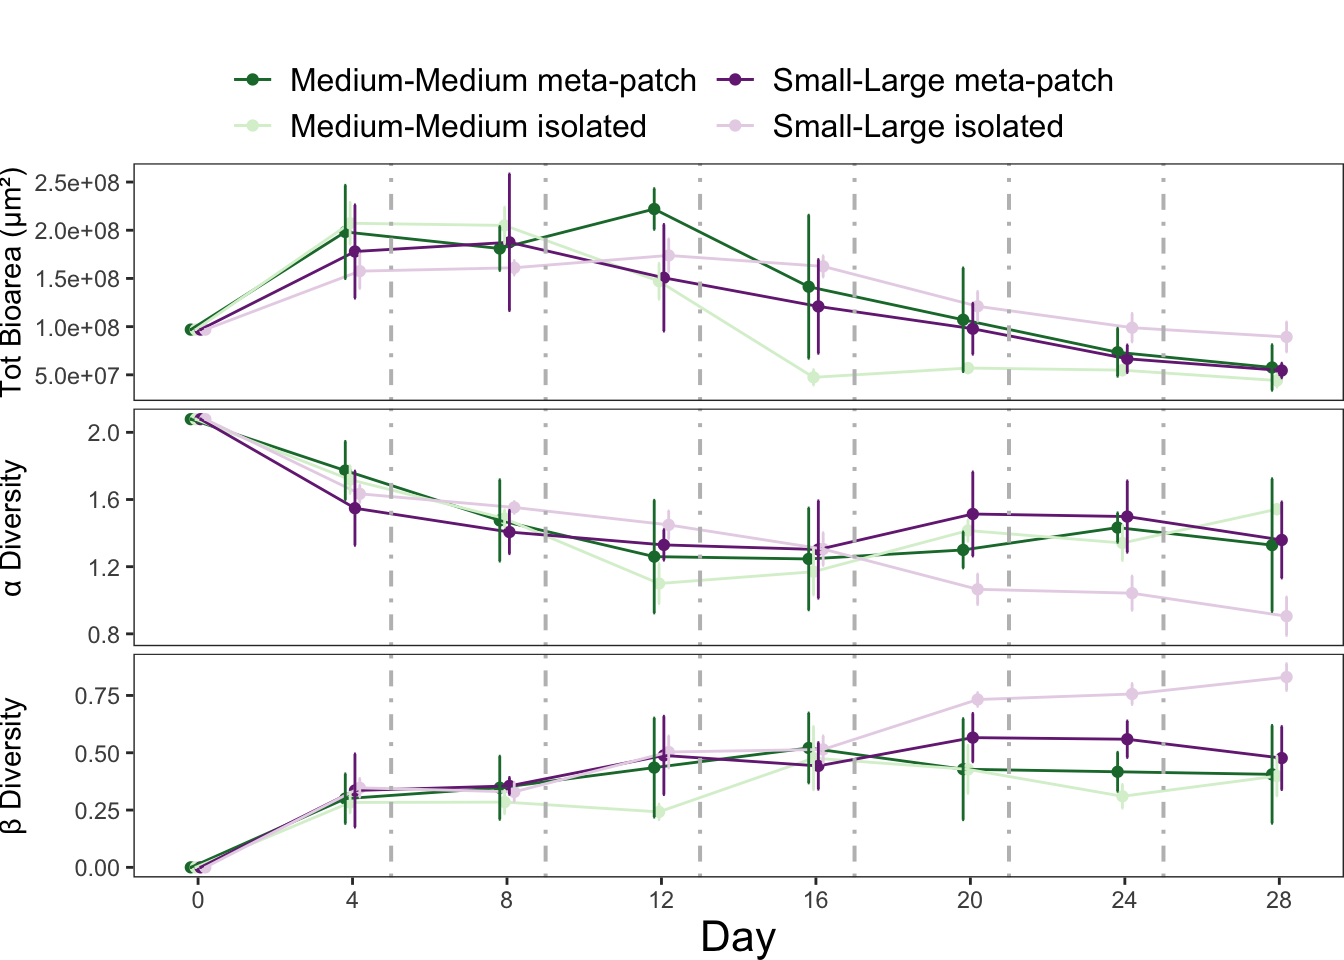 Medium-Medium meta-patch
Small-Large meta-patch
Medium-Medium isolated
Small-Large isolated
Tot Bioarea (μm²)
2.5e+08
2.0e+08
1.5e+08
1.0e+08
5.0e+07
α Diversity
2.0
1.6
1.2
0.8
β Diversity
0.75
0.50
0.25
0.00
0 4 8 12 16 20 24 28
Day